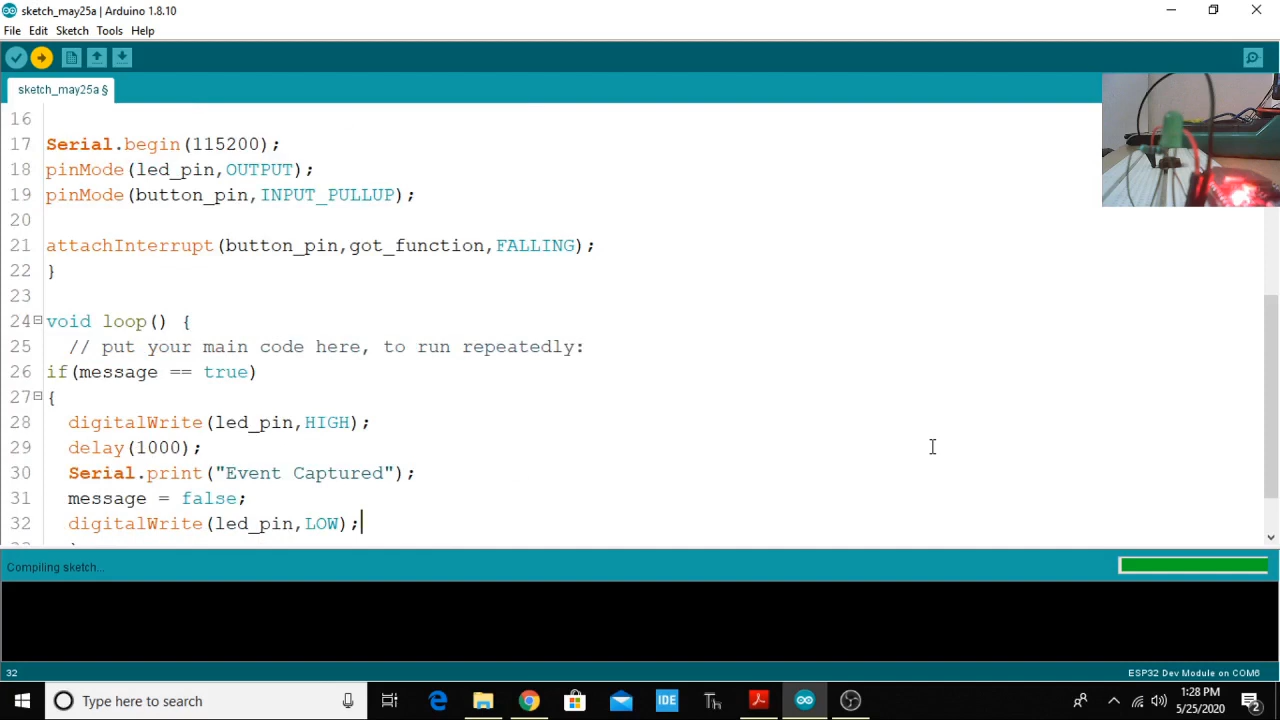 sketch_may25a | Arduino 1.8.10
File Edit Sketch Tools Help
sketch_may25a §
16
17 Serial.begin(115200);
18 pinMode(led_pin,OUTPUT);
19 pinMode(button_pin,INPUT_PULLUP);
20
21 attachInterrupt(button_pin,got_function,FALLING);
22 }
23
24 void loop() {
25 // put your main code here, to run repeatedly:
26 if(message == true)
27 {
28 digitalWrite(led_pin,HIGH);
29 delay(1000);
30 Serial.print("Event Captured");
31 message = false;
32 digitalWrite(led_pin,LOW);
Compiling sketch...
32 ESP32 Dev Module on COM6
Type here to search
IDE
Th
1:28 PM
5/25/2020
2